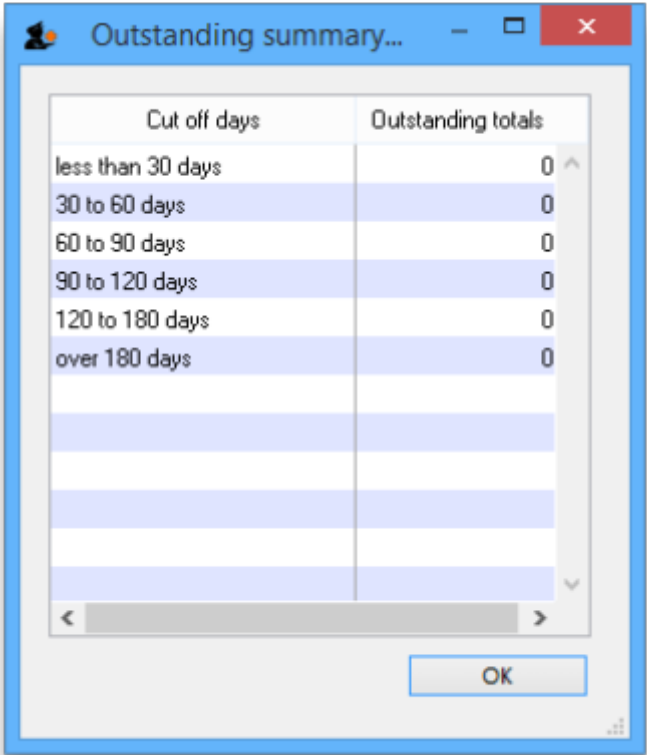 Outstanding summary...
Cut off days Outstanding totals
less than 30 days 0
30 to 60 days 0
60 to 90 days 0
90 to 120 days 0
120 to 180 days 0
over 180 days 0
OK